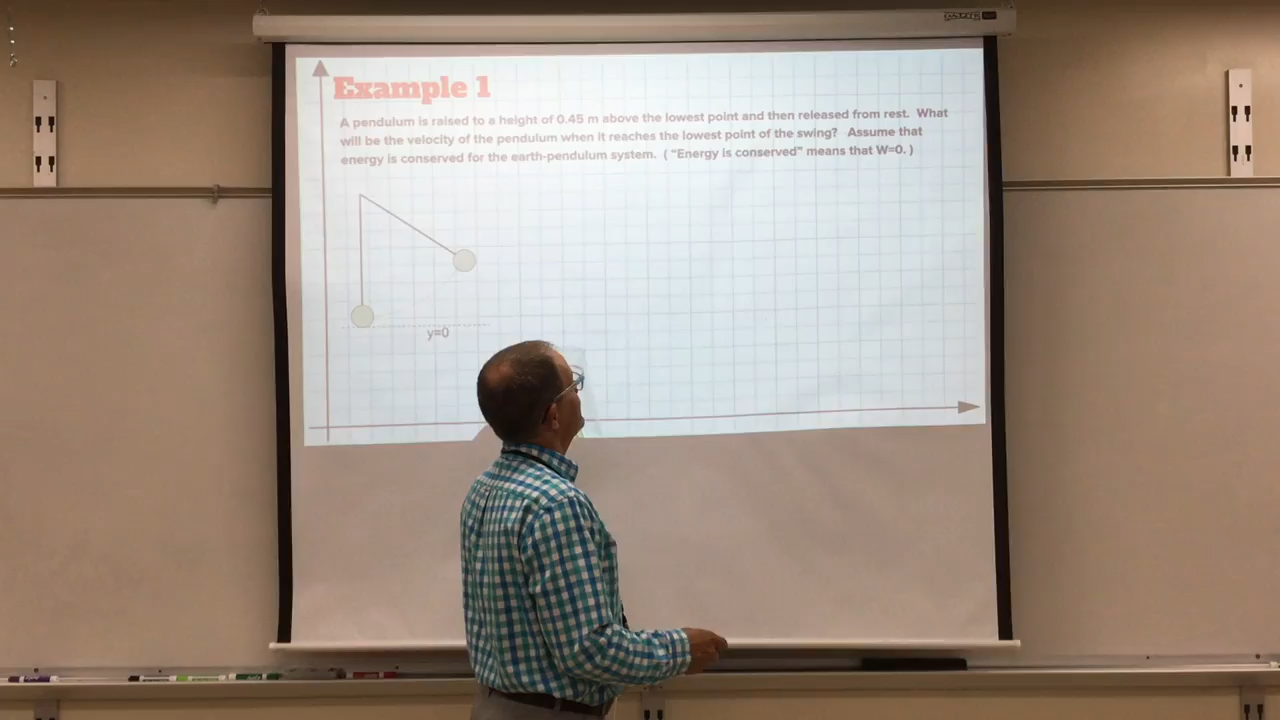 Example 1
A pendulum is raised to a height of 0.45 m above the lowest point and then released from rest. What
will be the velocity of the pendulum when it reaches the lowest point of the swing? Assume that
energy is conserved for the earth-pendulum system. ( "Energy is conserved" means that W=0. )
y=0